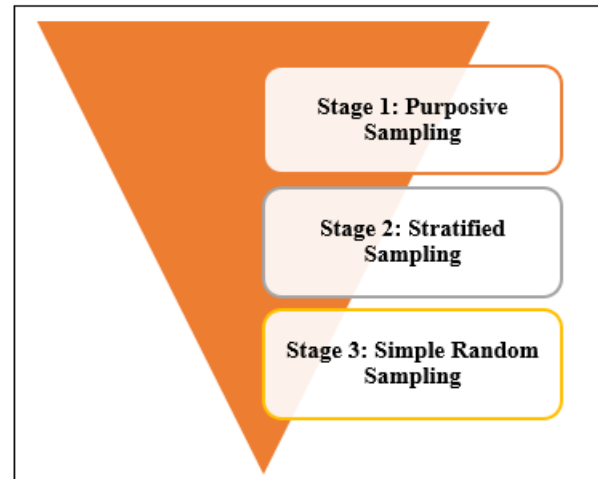 Stage 1: Purposive
Sampling
Stage 2: Stratified
Sampling
Stage 3: Simple Random
Sampling